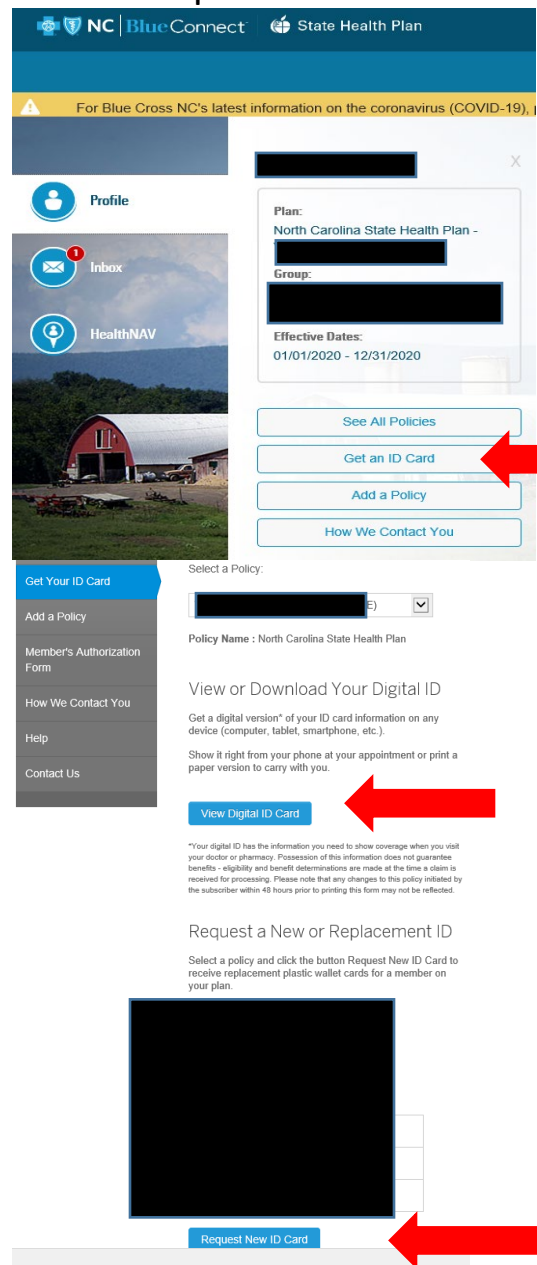 NC BlueConnect State Health Plan
For Blue Cross NC's latest information on the coronavirus (COVID-19),
X
Profile
Plan:
North Carolina State Health Plan -
1
Inbox
Group:
HealthNAV
Effective Dates:
01/01/2020 - 12/31/2020
See All Policies
Get an ID Card
Add a Policy
How We Contact You
Get Your ID Card
Add a Policy
Member's Authorization
Form
How We Contact You
Help
Contact Us
Select a Policy:
E)
Policy Name : North Carolina State Health Plan
View or Download Your Digital ID
Get a digital version^ of your ID card information on any
device (computer, tablet, smartphone, etc.).
Show it right from your phone at your appointment or print a
paper version to carry with you.
View Digital ID Card
^Your digital ID has the information you need to show coverage when you visit
your doctor or pharmacy. Possession of this information does not guarantee
benefits - eligibility and benefit determinations are made at the time a claim is
received for processing. Please note that any changes to this policy initiated by
the subscriber within 48 hours prior to printing this form may not be reflected.
Request a New or Replacement ID
Select a policy and click the button Request New ID Card to
receive replacement plastic wallet cards for a member on
your plan.
Request New ID Card